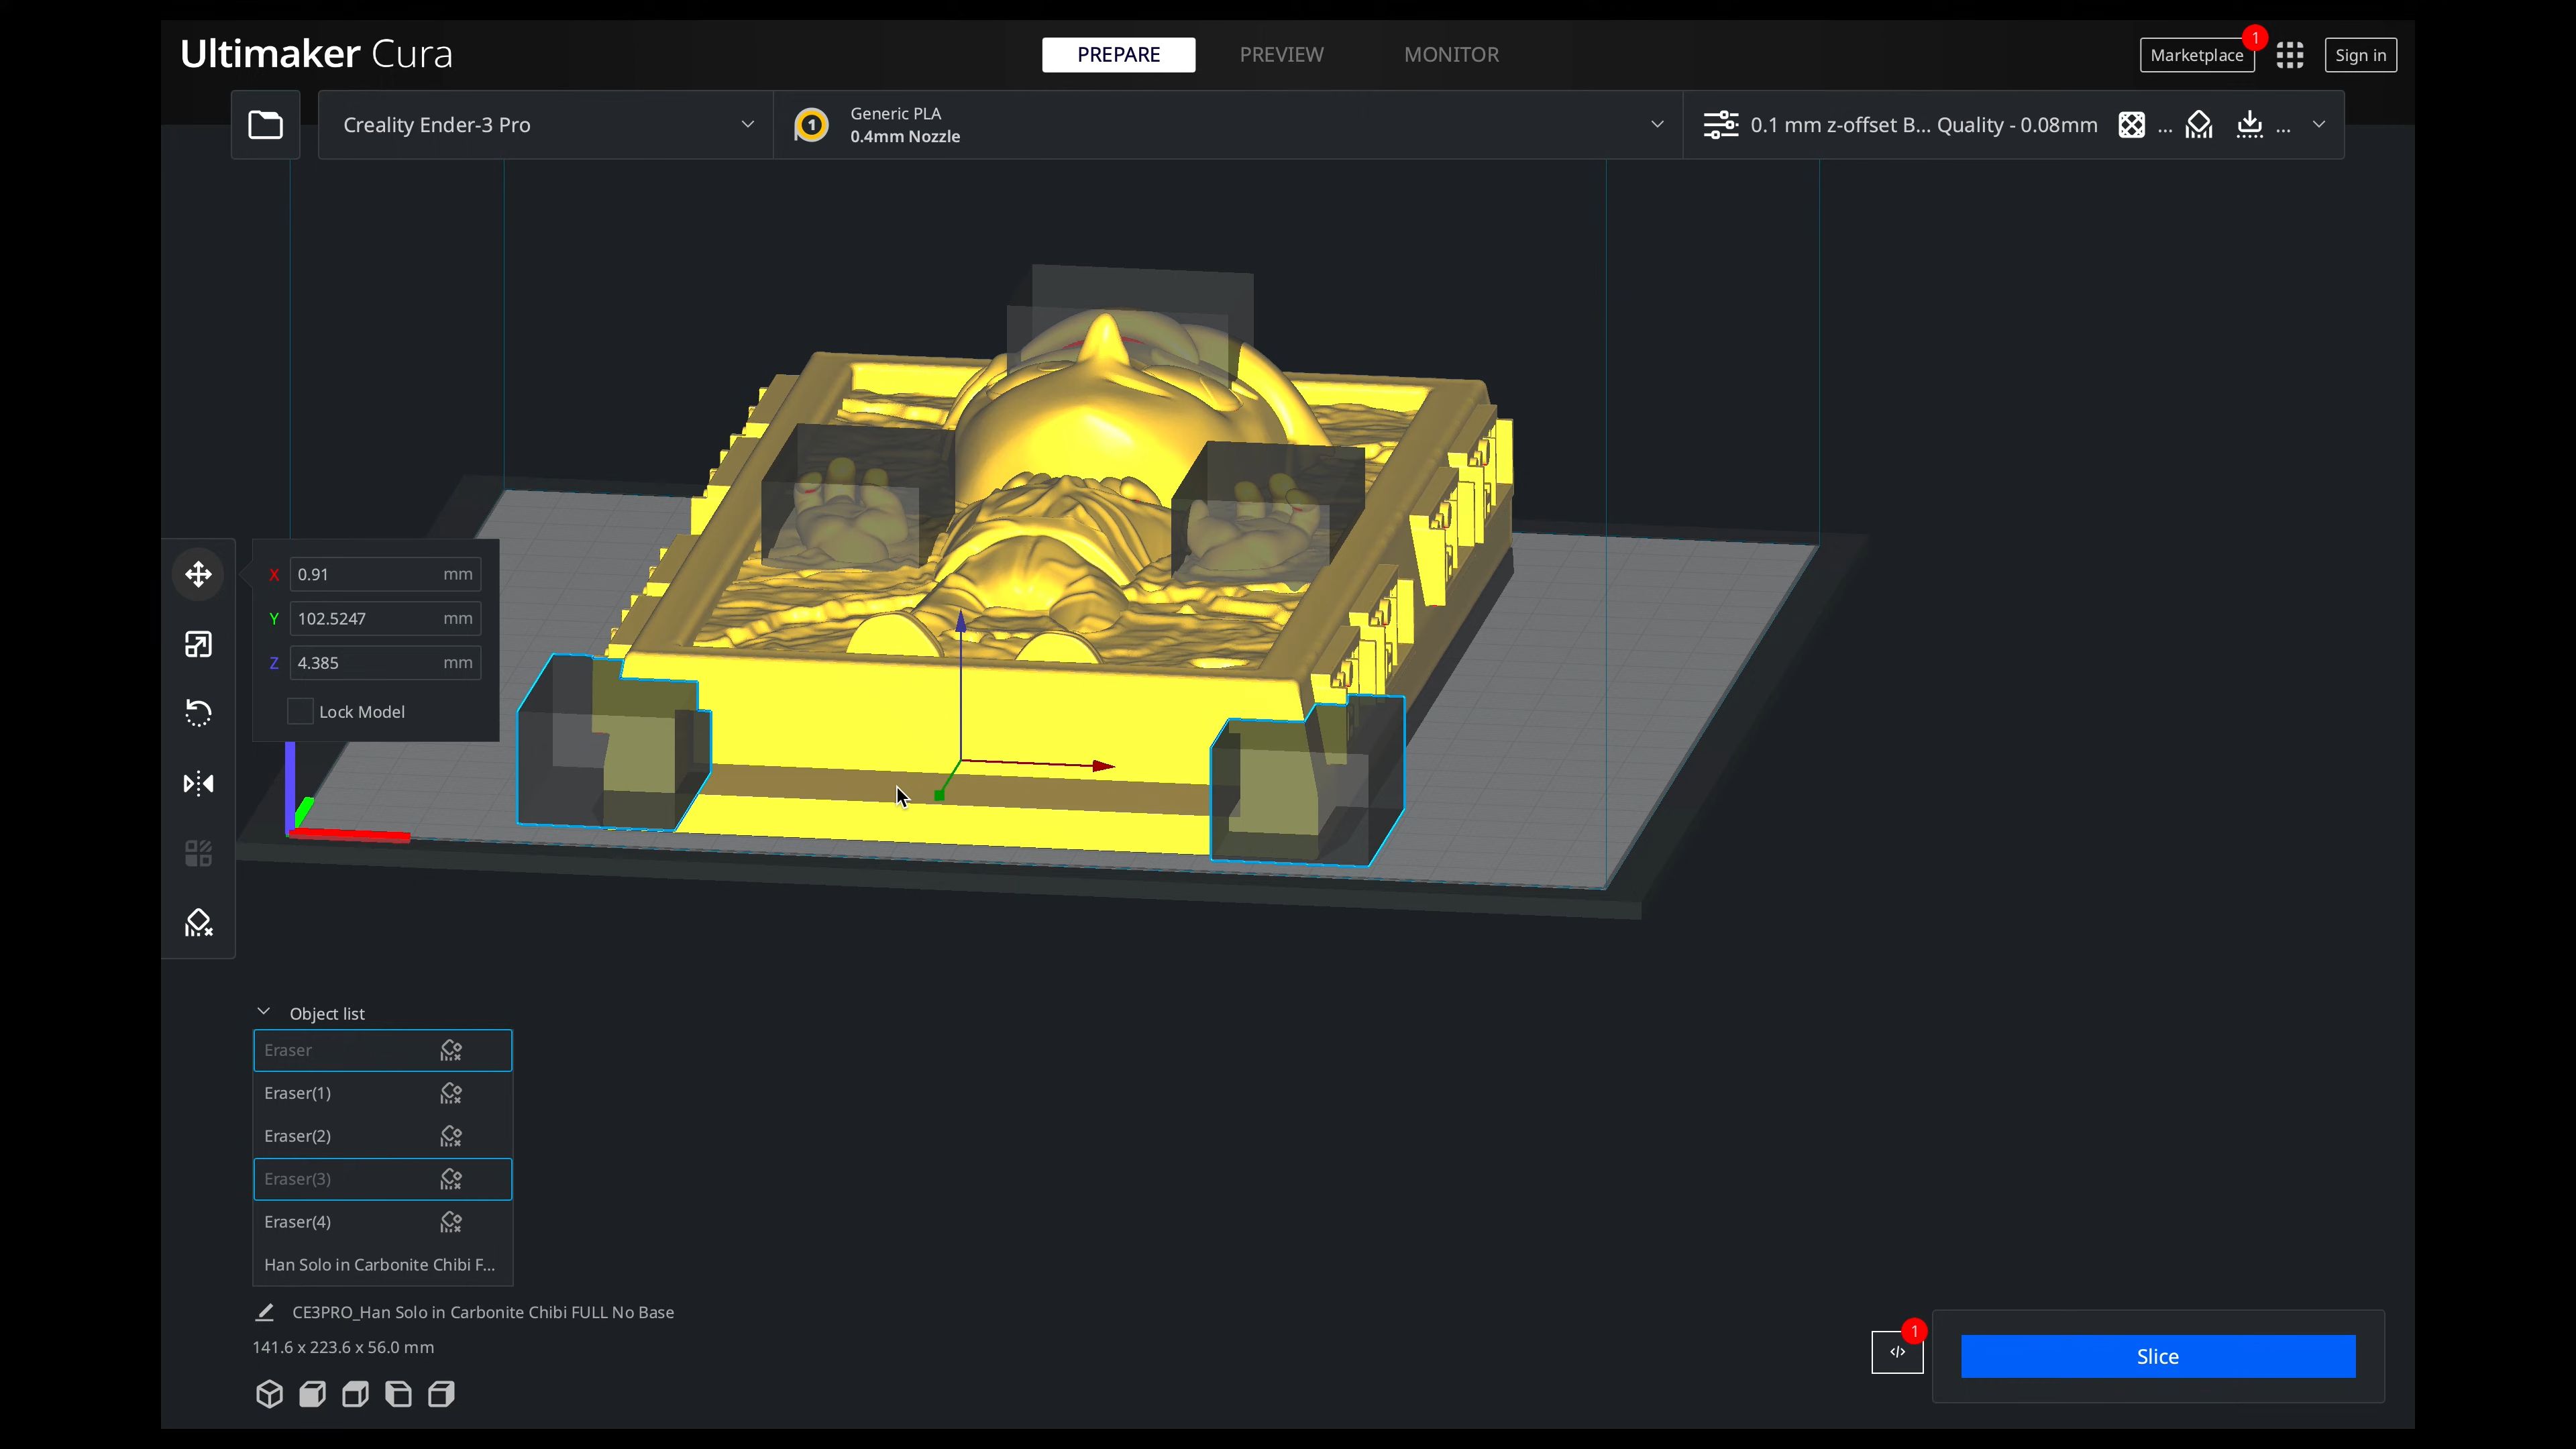 Ultimaker Cura
PREPARE
PREVIEW
MONITOR
Marketplace
1
Sign in
Creality Ender-3 Pro
1
Generic PLA
0.4mm Nozzle
0.1 mm z-offset B... Quality - 0.08mm
...
...
X 0.91 mm
Y 102.5247 mm
Z 4.385 mm
Lock Model
Object list
Eraser
Eraser(1)
Eraser(2)
Eraser(3)
Eraser(4)
Han Solo in Carbonite Chibi F...
CE3PRO_Han Solo in Carbonite Chibi FULL No Base
141.6 x 223.6 x 56.0 mm
</>
1
Slice